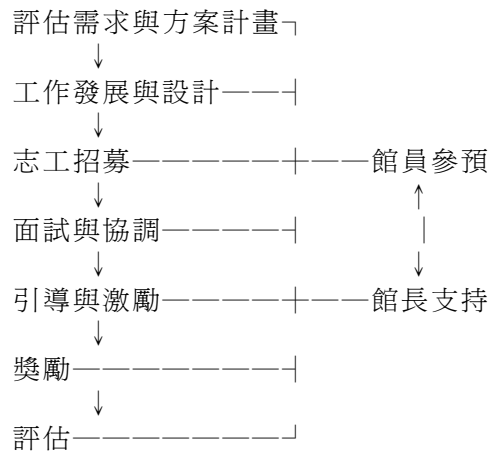 評估需求與方案計畫
工作發展與設計
志工招募 館員參預
面試與協調
引導與激勵 館長支持
獎勵
評估